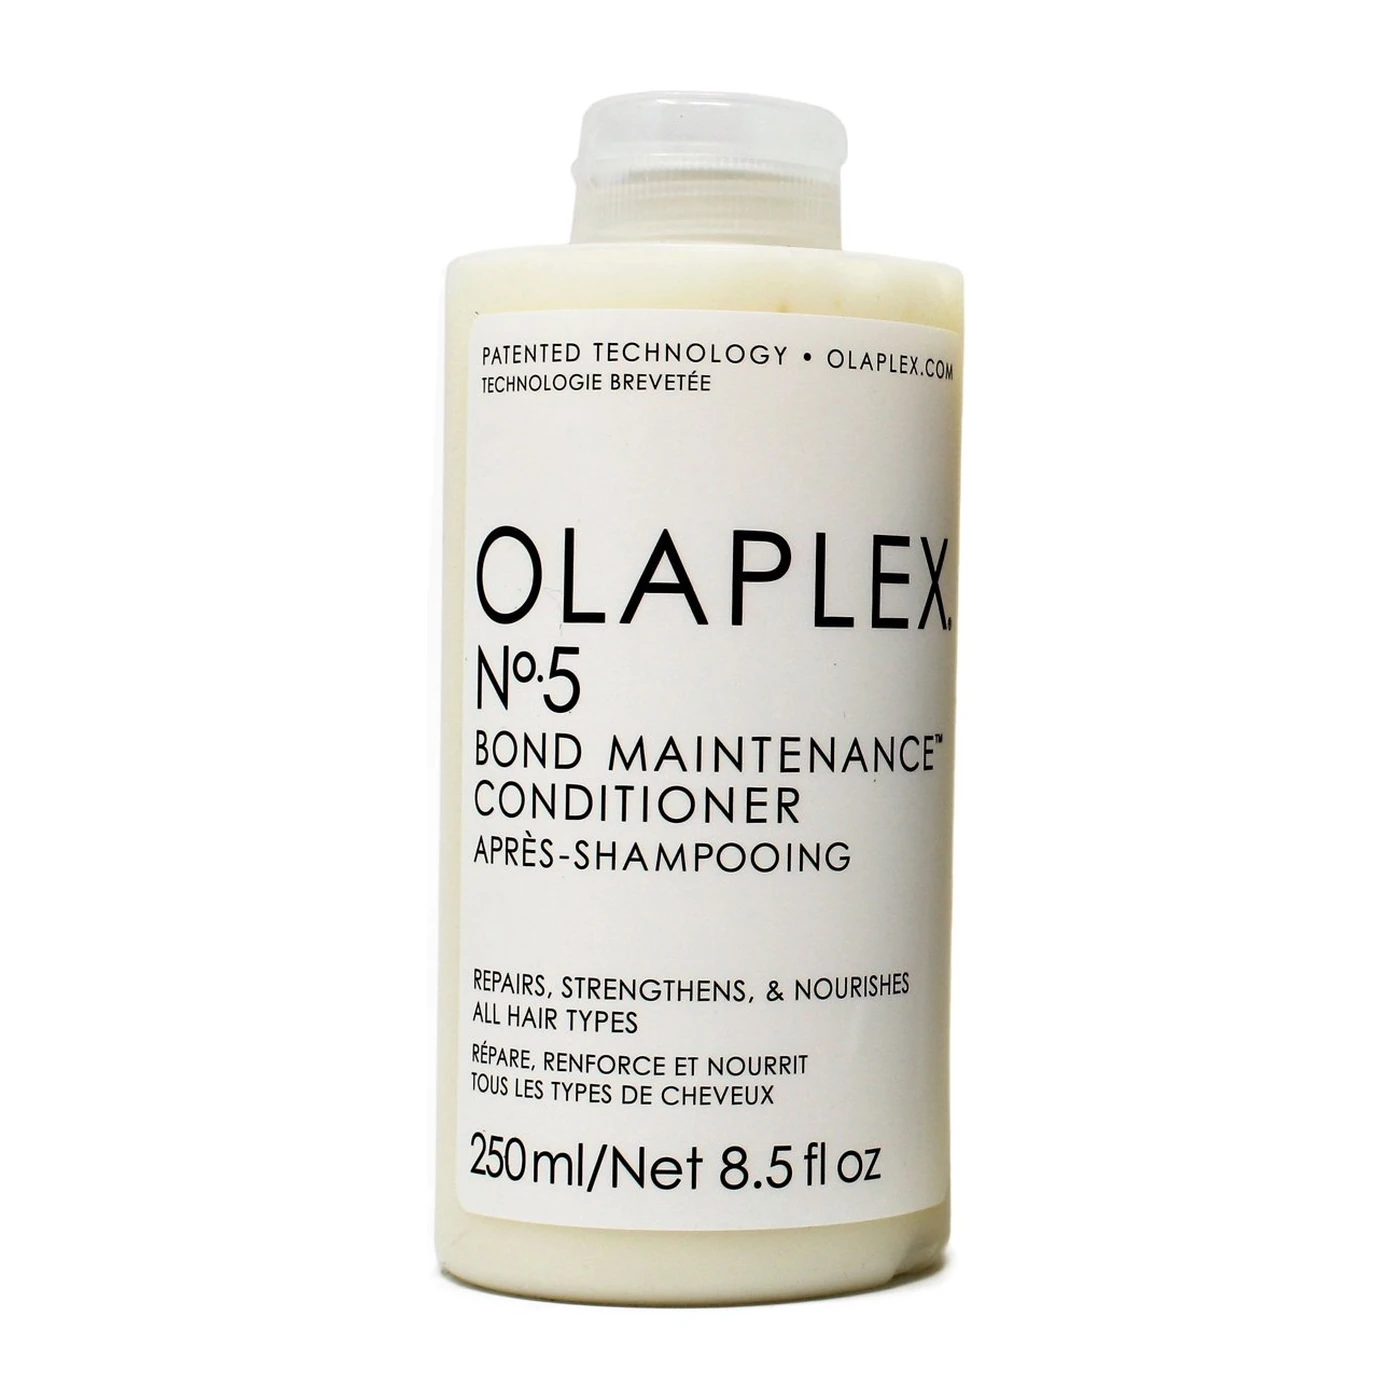 PATENTED TECHNOLOGY • OLAPLEX.COM
TECHNOLOGIE BREVETÉE
OLAPLEX.
Nº.5
BOND MAINTENANCE™
CONDITIONER
APRÈS-SHAMPOOING
REPAIRS, STRENGTHENS, & NOURISHES
ALL HAIR TYPES
RÉPARE, RENFORCE ET NOURRIT
TOUS LES TYPES DE CHEVEUX
250ml/Net 8.5 fl oz